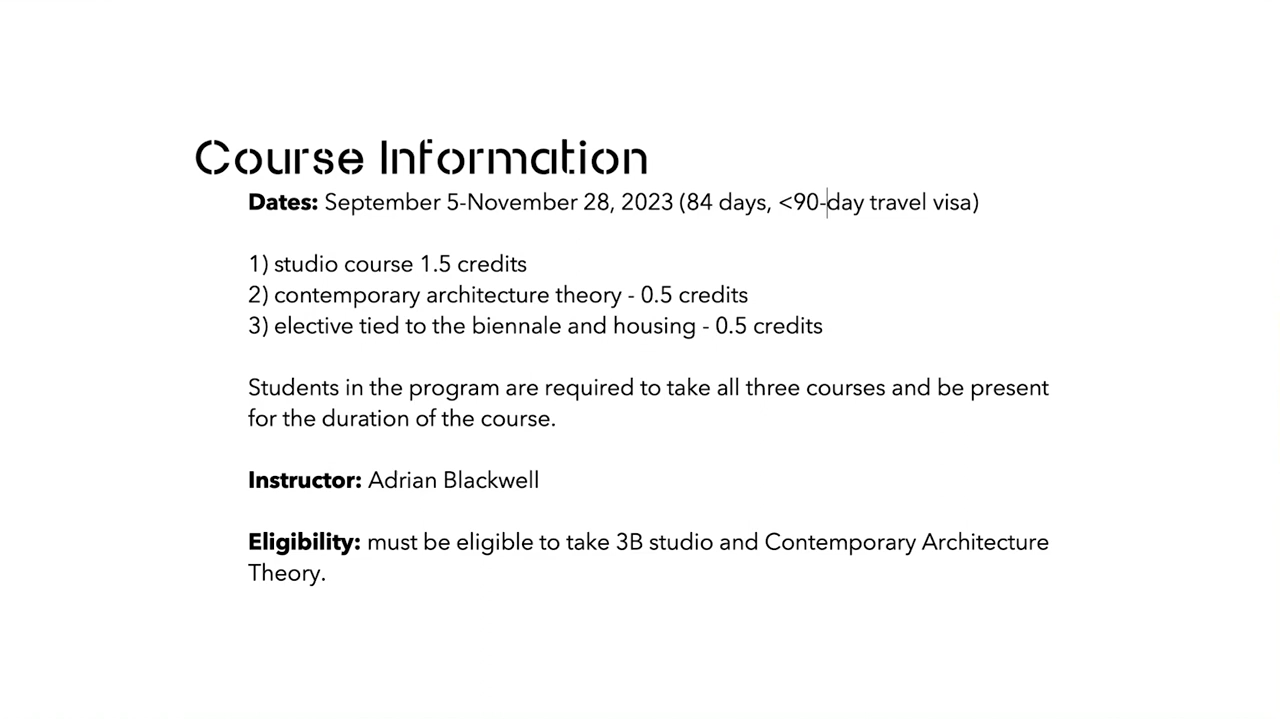 Course Information
Dates: September 5-November 28, 2023 (84 days, <90-day travel visa)
1) studio course 1.5 credits
2) contemporary architecture theory - 0.5 credits
3) elective tied to the biennale and housing - 0.5 credits
Students in the program are required to take all three courses and be present
for the duration of the course.
Instructor: Adrian Blackwell
Eligibility: must be eligible to take 3B studio and Contemporary Architecture
Theory.